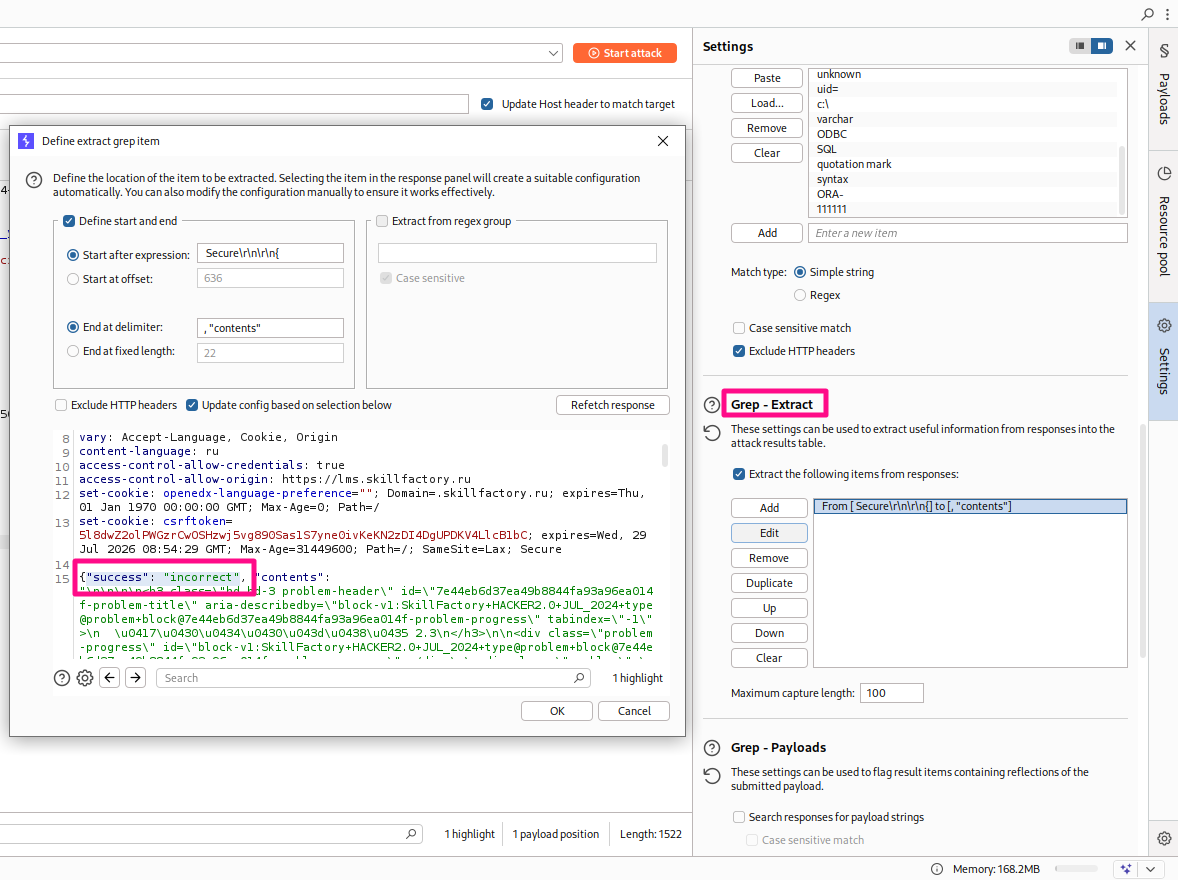 Start attack
Update Host header to match target
Define extract grep item
Define the location of the item to be extracted. Selecting the item in the response panel will create a suitable configuration
automatically. You can also modify the configuration manually to ensure it works effectively.
Define start and end
Start after expression: Secure\r\n\r\n{
Start at offset: 636
End at delimiter: , "contents"
End at fixed length: 22
Extract from regex group
Case sensitive
Exclude HTTP headers
Update config based on selection below
Refetch response
8 vary: Accept-Language, Cookie, Origin
9 content-language: ru
10 access-control-allow-credentials: true
11 access-control-allow-origin: https://lms.skillfactory.ru
12 set-cookie: openedx-language-preference=""; Domain=.skillfactory.ru; expires=Thu,
01 Jan 1970 00:00:00 GMT; Max-Age=0; Path=/
13 set-cookie: csrftoken=
5l8dwZ2olPWGzrCwOSHzwj5vg890SaslS7yneOivKeKN2zDI4DgUPDKV4LlcB1bC; expires=Wed, 29
Jul 2026 08:54:29 GMT; Max-Age=31449600; Path=/; SameSite=Lax; Secure
14
15 {"success": "incorrect", "contents":
"\n\n\n\n<h3 class=\"hd hd-3 problem-header\" id=\"7e44eb6d37ea49b8844fa93a96ea014
f-problem-title\" aria-describedby=\"block-v1:SkillFactory+HACKER2.0+JUL_2024+type
@problem+block@7e44eb6d37ea49b8844fa93a96ea014f-problem-progress\" tabindex=\"-1\"
>\n  \u0417\u0430\u0434\u0430\u043d\u0438\u0435 2.3\n</h3>\n\n<div class=\"problem
-progress\" id=\"block-v1:SkillFactory+HACKER2.0+JUL_2024+type@problem+block@7e44e
Search
1 highlight
OK
Cancel
1 highlight
1 payload position
Length: 1522
Settings
Paste
Load...
Remove
Clear
unknown
uid=
c:\
varchar
ODBC
SQL
quotation mark
syntax
ORA-
111111
Add
Enter a new item
Match type:
Simple string
Regex
Case sensitive match
Exclude HTTP headers
Grep - Extract
These settings can be used to extract useful information from responses into the
attack results table.
Extract the following items from responses:
Add
Edit
Remove
Duplicate
Up
Down
Clear
From [ Secure\r\n\r\n{] to [, "contents"]
Maximum capture length: 100
Grep - Payloads
These settings can be used to flag result items containing reflections of the
submitted payload.
Search responses for payload strings
Case sensitive match
Payloads
Resource pool
Settings
Memory: 168.2MB